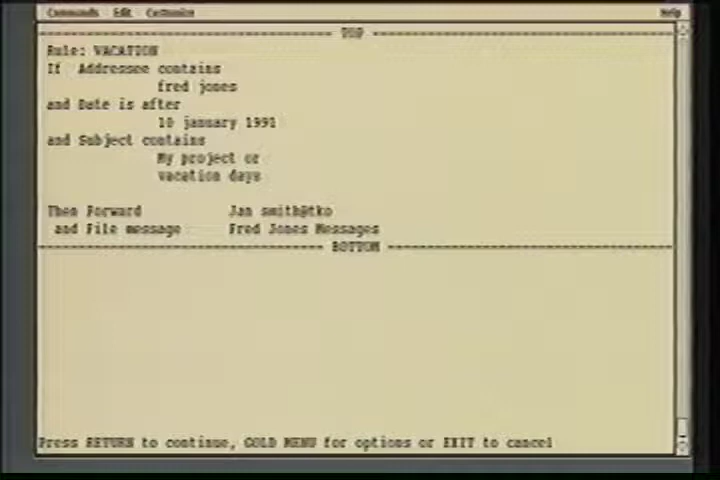 Commands Edit Customize Help
TOP
Rule: VACATION
If Addressee contains
fred jones
and Date is after
10 january 1991
and Subject contains
My project or
vacation days
Then Forward Jan smith@tko
and File message Fred Jones Messages
BOTTOM
Press RETURN to continue, GOLD MENU for options or EXIT to cancel